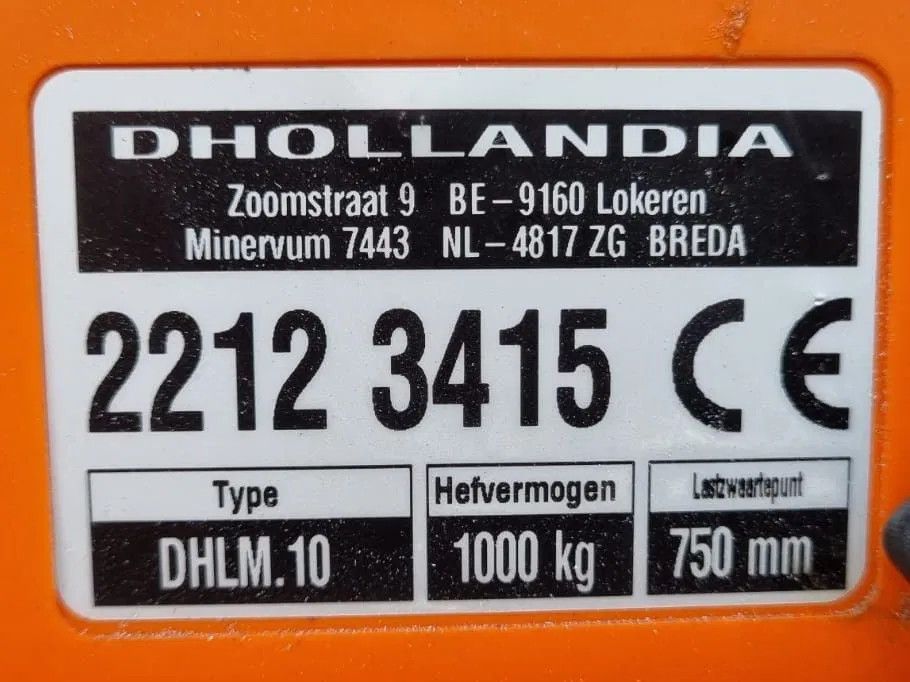 DHOLLANDIA
Zoomstraat 9 BE-9160 Lokeren
Minervum 7443 NL-4817 ZG BREDA
2212 3415 CE
Type Hefvermogen Lastzwaartepunt
DHLM.10 1000 kg 750 mm